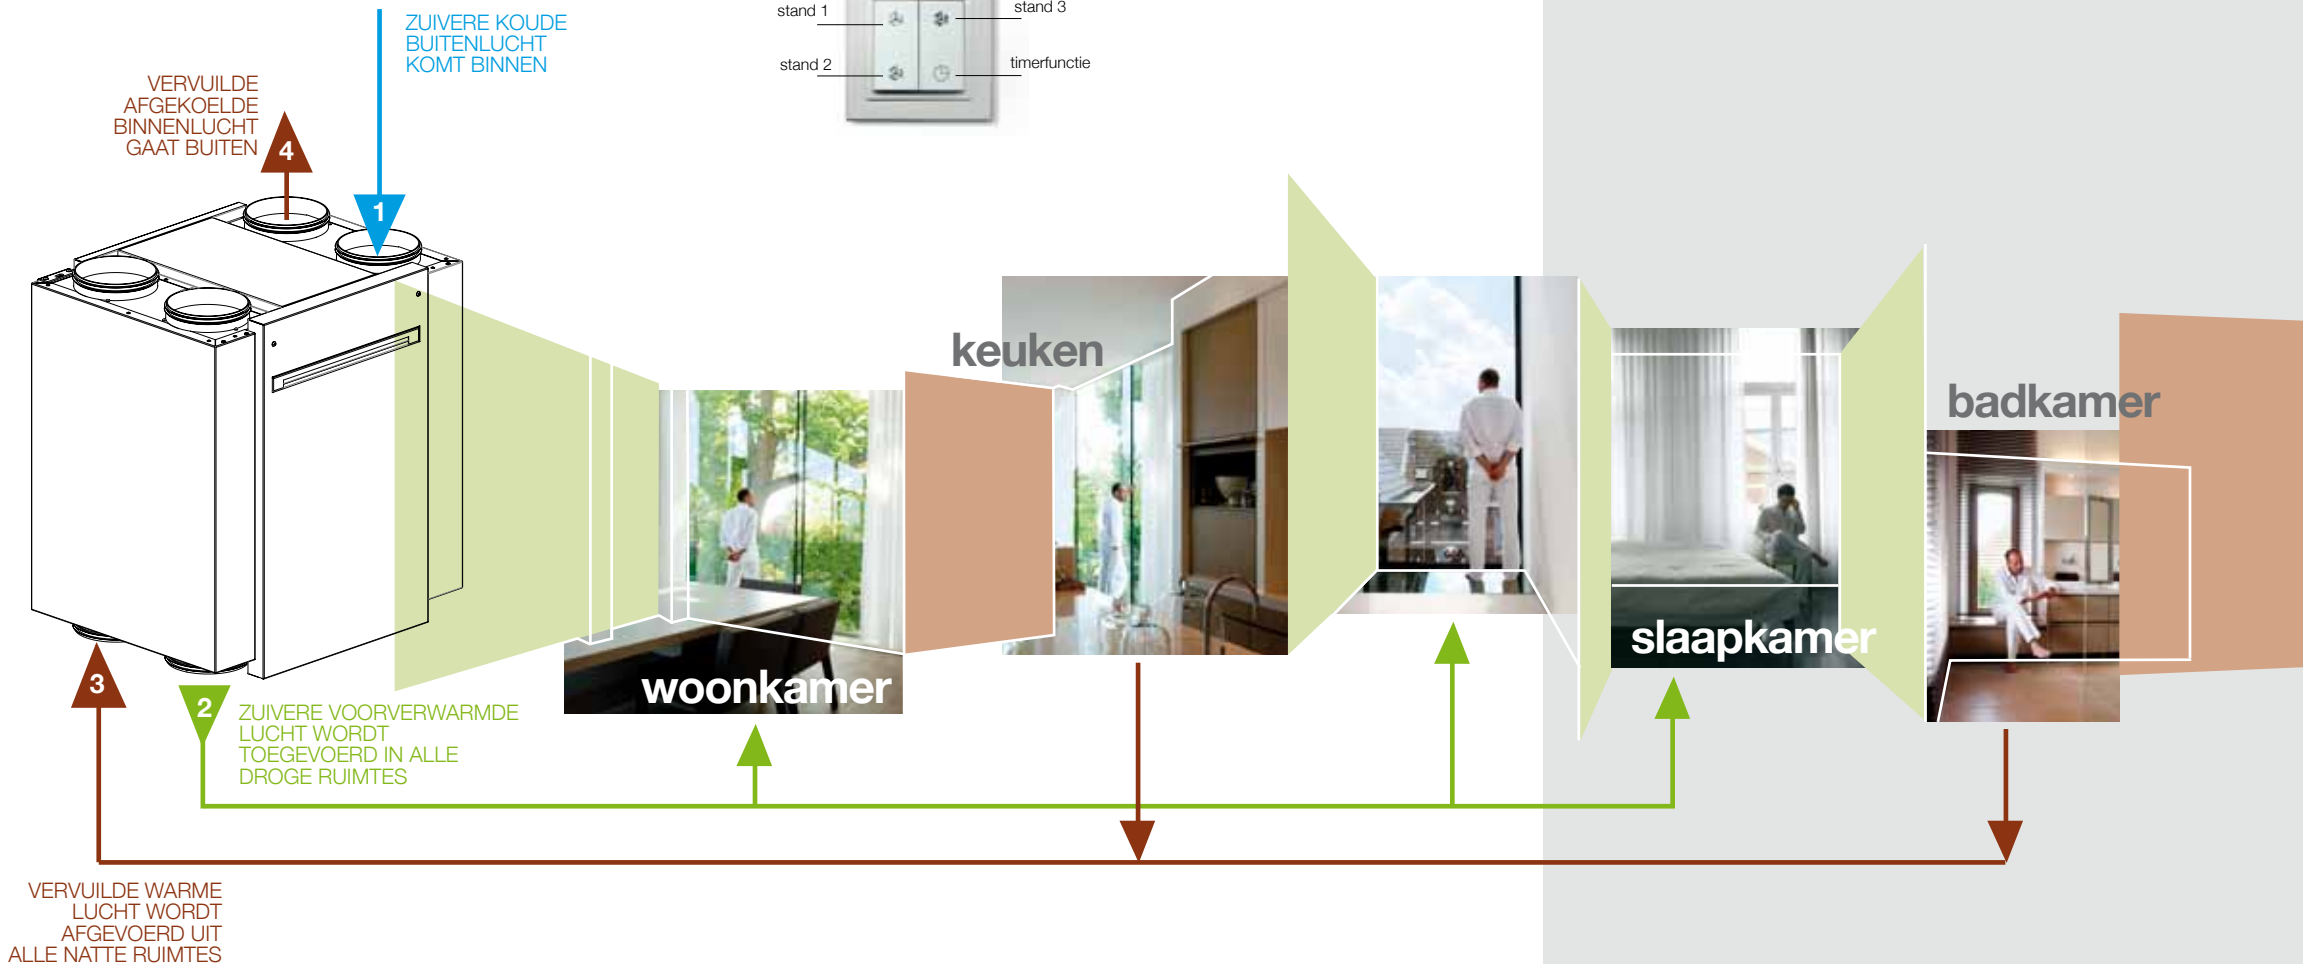 stand 1
stand 3
stand 2
timerfunctie
ZUIVERE KOUDE
BUITENLUCHT
KOMT BINNEN
VERVUILDE
AFGEKOELDE
BINNENLUCHT
GAAT BUITEN
4
1
keuken
badkamer
slaapkamer
woonkamer
3
2
ZUIVERE VOORVERWARMDE
LUCHT WORDT
TOEGEVOERD IN ALLE
DROGE RUIMTES
VERVUILDE WARME
LUCHT WORDT
AFGEVOERD UIT
ALLE NATTE RUIMTES